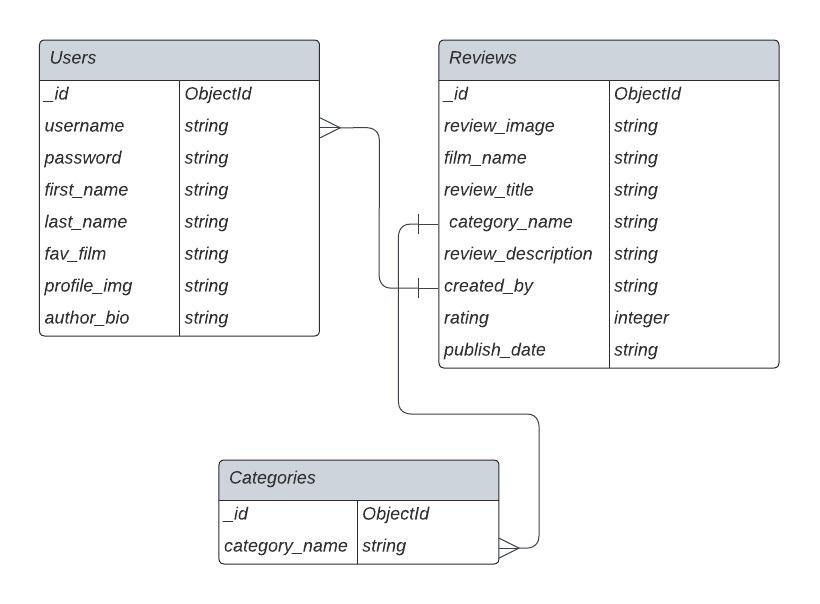 Users
_id ObjectId
username string
password string
first_name string
last_name string
fav_film string
profile_img string
author_bio string
Reviews
_id ObjectId
review_image string
film_name string
review_title string
category_name string
review_description string
created_by string
rating integer
publish_date string
Categories
_id ObjectId
category_name string